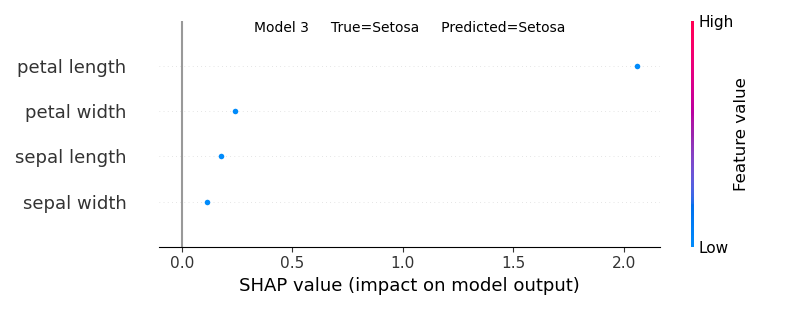 Model 3 True=Setosa Predicted=Setosa
High
petal length
petal width
sepal length
sepal width
Feature value
Low
0.0 0.5 1.0 1.5 2.0
SHAP value (impact on model output)